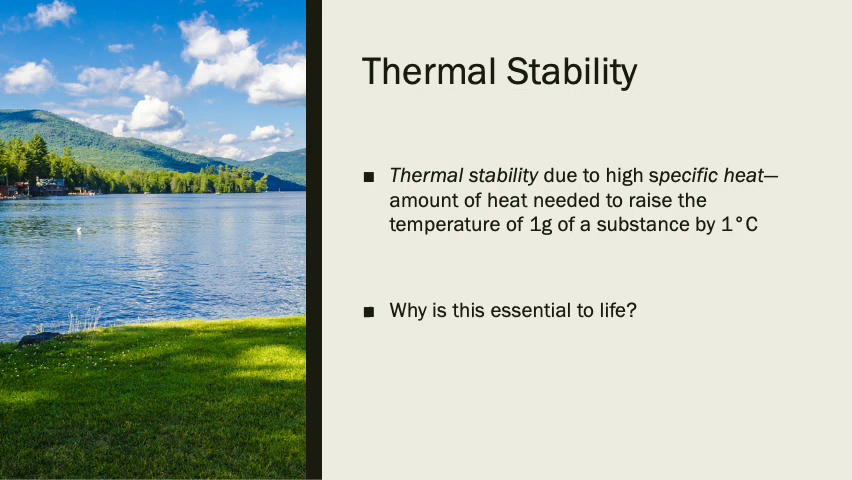 Thermal Stability
▪ Thermal stability due to high specific heat—
amount of heat needed to raise the
temperature of 1g of a substance by 1°C
▪ Why is this essential to life?